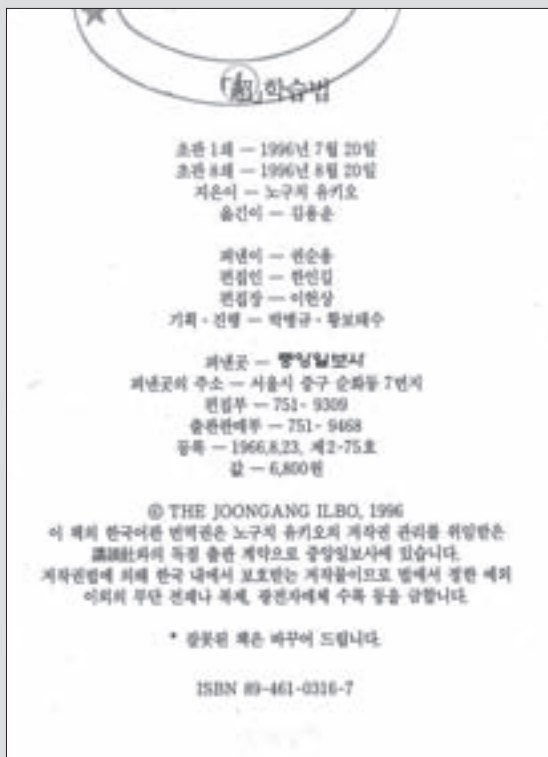 「超」학습법
초판 1쇄 — 1996년 7월 20일
초판 8쇄 — 1996년 8월 20일
지은이 — 노구치 유키오
옮긴이 — 김용운
펴낸이 — 권순용
편집인 — 한인길
편집장 — 이헌상
기획·진행 — 박병규·황보태수
펴낸곳 — 중앙일보사
펴낸곳의 주소 — 서울시 중구 순화동 7번지
편집부 — 751- 9309
출판판매부 — 751- 9468
등록 — 1966.8.23. 제2-75호
값 — 6,800원
ⓒ THE JOONGANG ILBO, 1996
이 책의 한국어판 번역권은 노구치 유키오의 저작권 관리를 위임받은
講談社와의 독점 출판 계약으로 중앙일보사에 있습니다.
저작권법에 의해 한국 내에서 보호받는 저작물이므로 법에서 정한 예외
이외의 무단 전재나 복제, 광전자매체 수록 등을 금합니다.
* 잘못된 책은 바꾸어 드립니다.
ISBN 89-461-0316-7